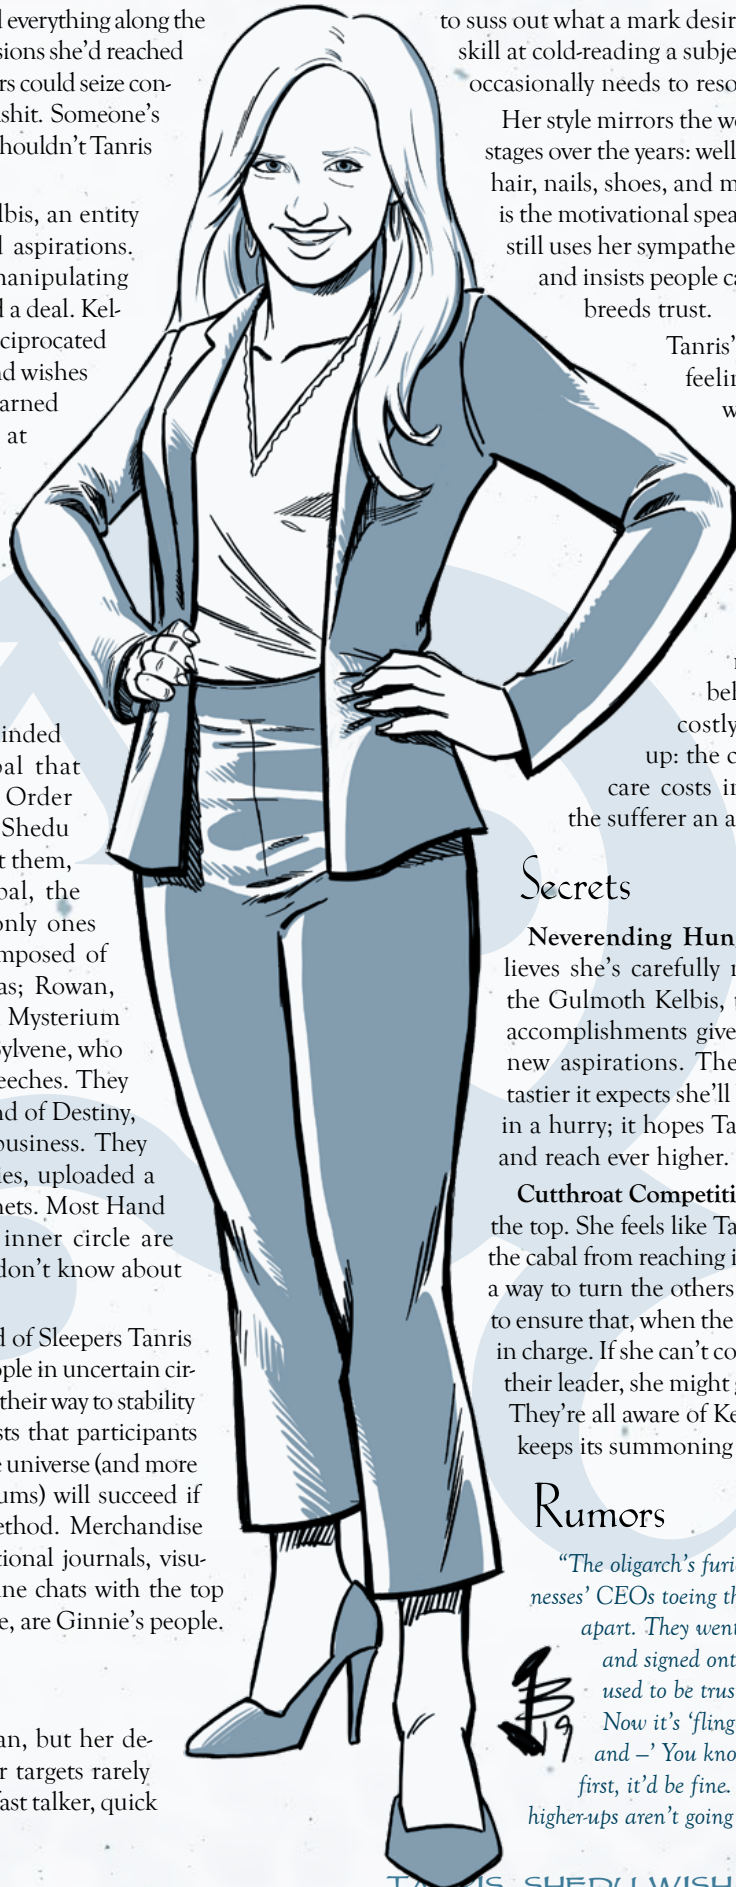 everything along the
sions she'd reached
rs could seize con-
shit. Someone's
houldn't Tanris
lbis, an entity
aspirations.
manipulating
d a deal. Kel-
ciprocated
nd wishes
arned
at
inded
bal that
Order
Shedu
t them,
bal, the
only ones
mposed of
as; Rowan,
Mysterium
Sylvene, who
eeches. They
nd of Destiny,
business. They
ies, uploaded a
nets. Most Hand
inner circle are
don't know about
d of Sleepers Tanris
ople in uncertain cir-
their way to stability
sts that participants
e universe (and more
ums) will succeed if
ethod. Merchandise
tional journals, visu-
ine chats with the top
e, are Ginnie's people.
an, but her de-
r targets rarely
fast talker, quick
to suss out what a mark desir
skill at cold-reading a subje
occasionally needs to reso
Her style mirrors the we
stages over the years: well
hair, nails, shoes, and m
is the motivational spea
still uses her sympathe
and insists people ca
breeds trust.
Tanris'
feelin
w
beh
costly
up: the c
care costs in
the sufferer an a
Secrets
Neverending Hun
lieves she's carefully m
the Gulmoth Kelbis,
accomplishments give
new aspirations. The
tastier it expects she'll
in a hurry; it hopes Ta
and reach ever higher.
Cutthroat Competiti
the top. She feels like Ta
the cabal from reaching i
a way to turn the others
to ensure that, when the
in charge. If she can't co
their leader, she might g
They're all aware of Ke
keeps its summoning
Rumors
"The oligarch's furi
nesses' CEOs toeing th
apart. They went
and signed ont
used to be trus
Now it's 'fling
and –' You kno
first, it'd be fine.
higher-ups aren't going
JB
19
TANRIS, SHEDU WISH